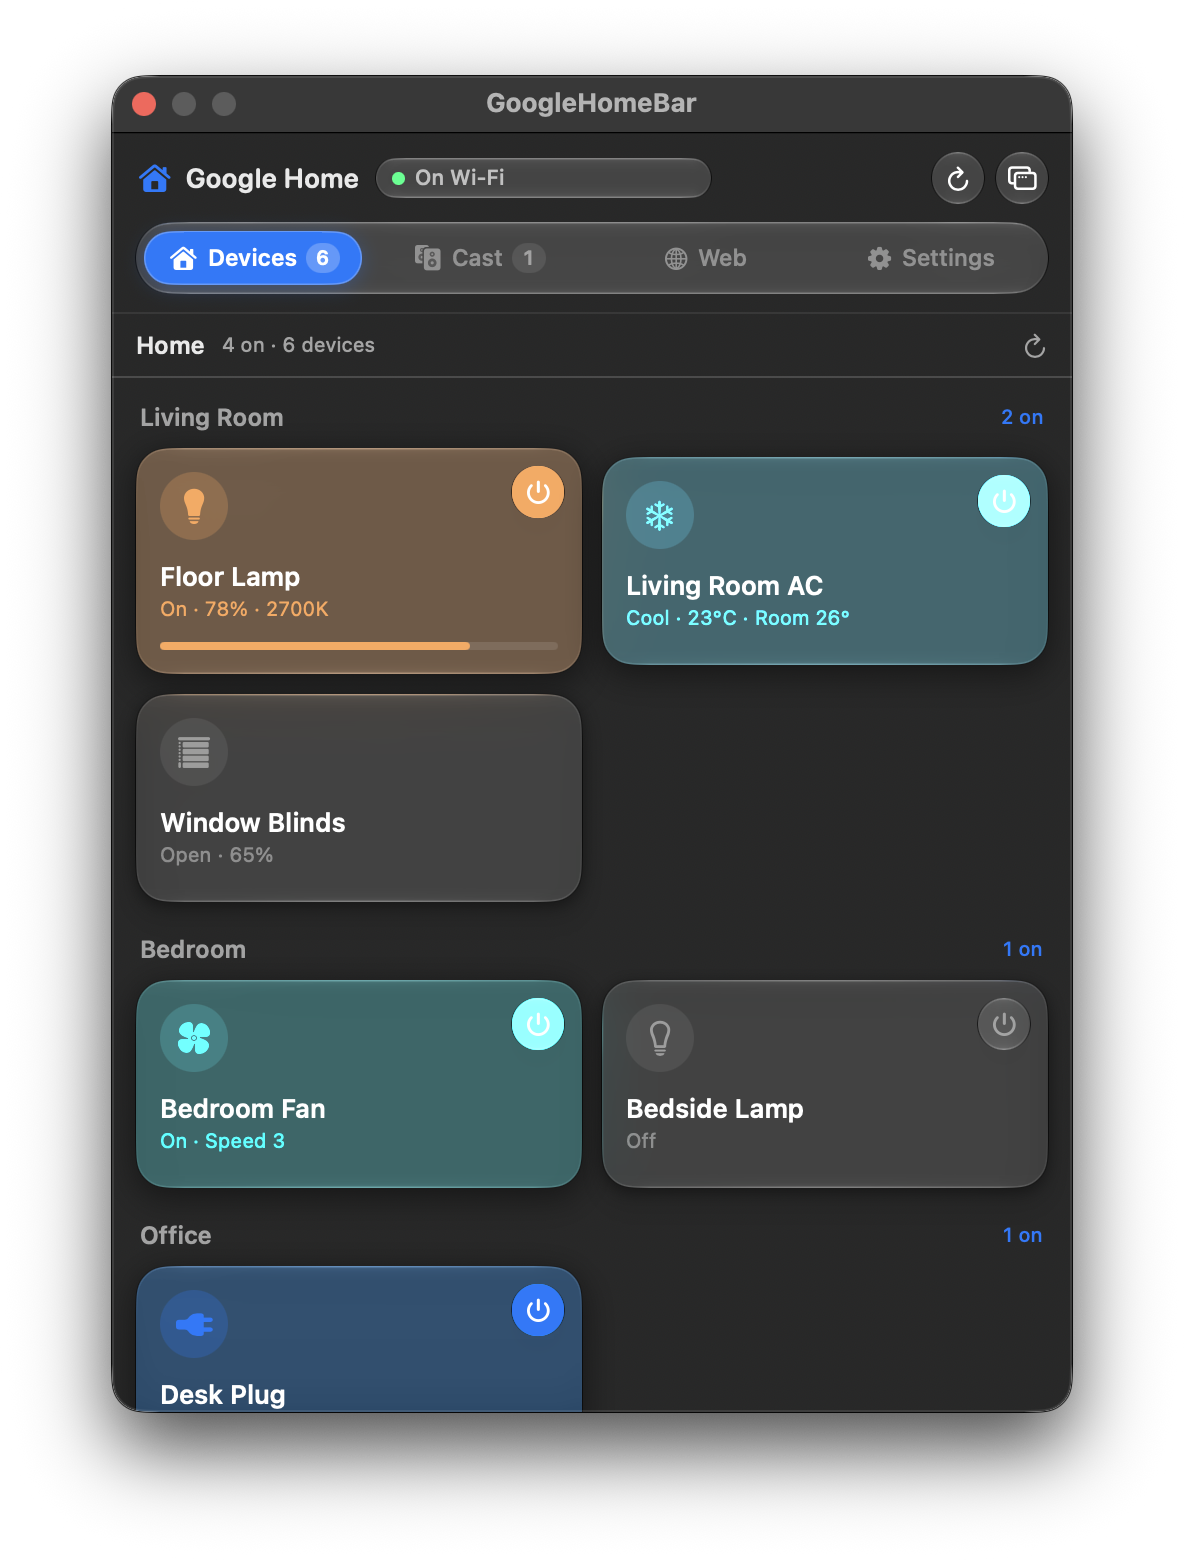 GoogleHomeBar
Google Home
On Wi-Fi
Devices 6
Cast 1
Web
Settings
Home 4 on · 6 devices
Living Room
2 on
Floor Lamp
On · 78% · 2700K
Living Room AC
Cool · 23°C · Room 26°
Window Blinds
Open · 65%
Bedroom
1 on
Bedroom Fan
On · Speed 3
Bedside Lamp
Off
Office
1 on
Desk Plug